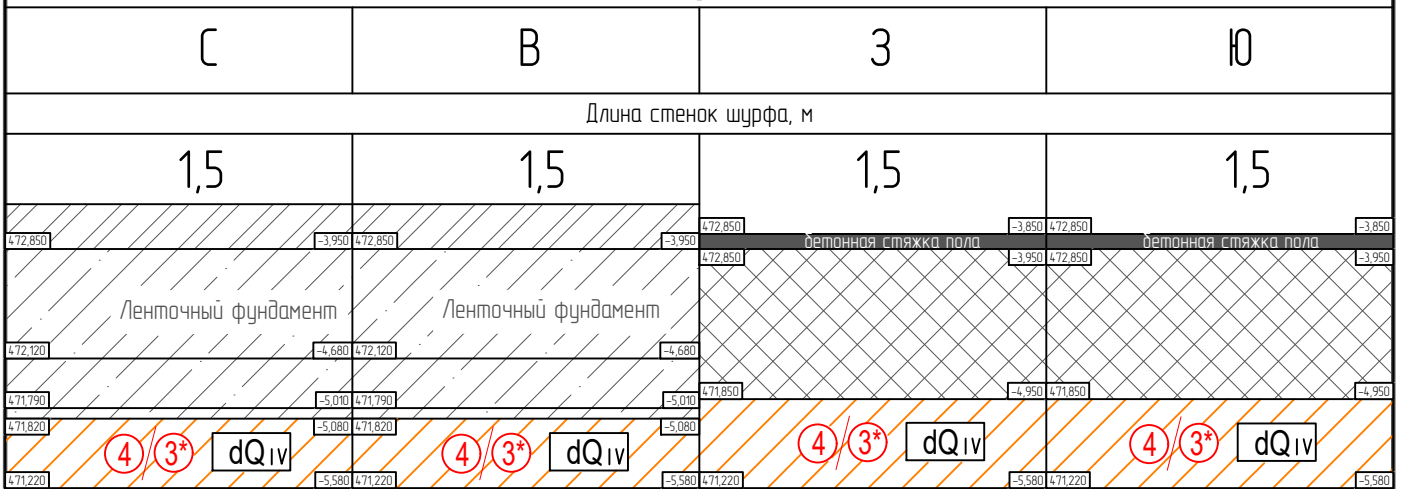 С В З Ю
Длина стенок шурфа, м
1,5 1,5 1,5 1,5
472,850 -3,850 472,850 -3,850
бетонная стяжка пола бетонная стяжка пола
472,850 -3,950 472,850 -3,950 472,850 -3,950 472,850 -3,950
Ленточный фундамент Ленточный фундамент
472,120 -4,680 472,120 -4,680
471,850 -4,950 471,850 -4,950
471,790 -5,010 471,790 -5,010
471,820 -5,080 471,820 -5,080
4/3* dQIV 4/3* dQIV 4/3* dQIV 4/3* dQIV
471,220 -5,580 471,220 -5,580 471,220 -5,580 471,220 -5,580